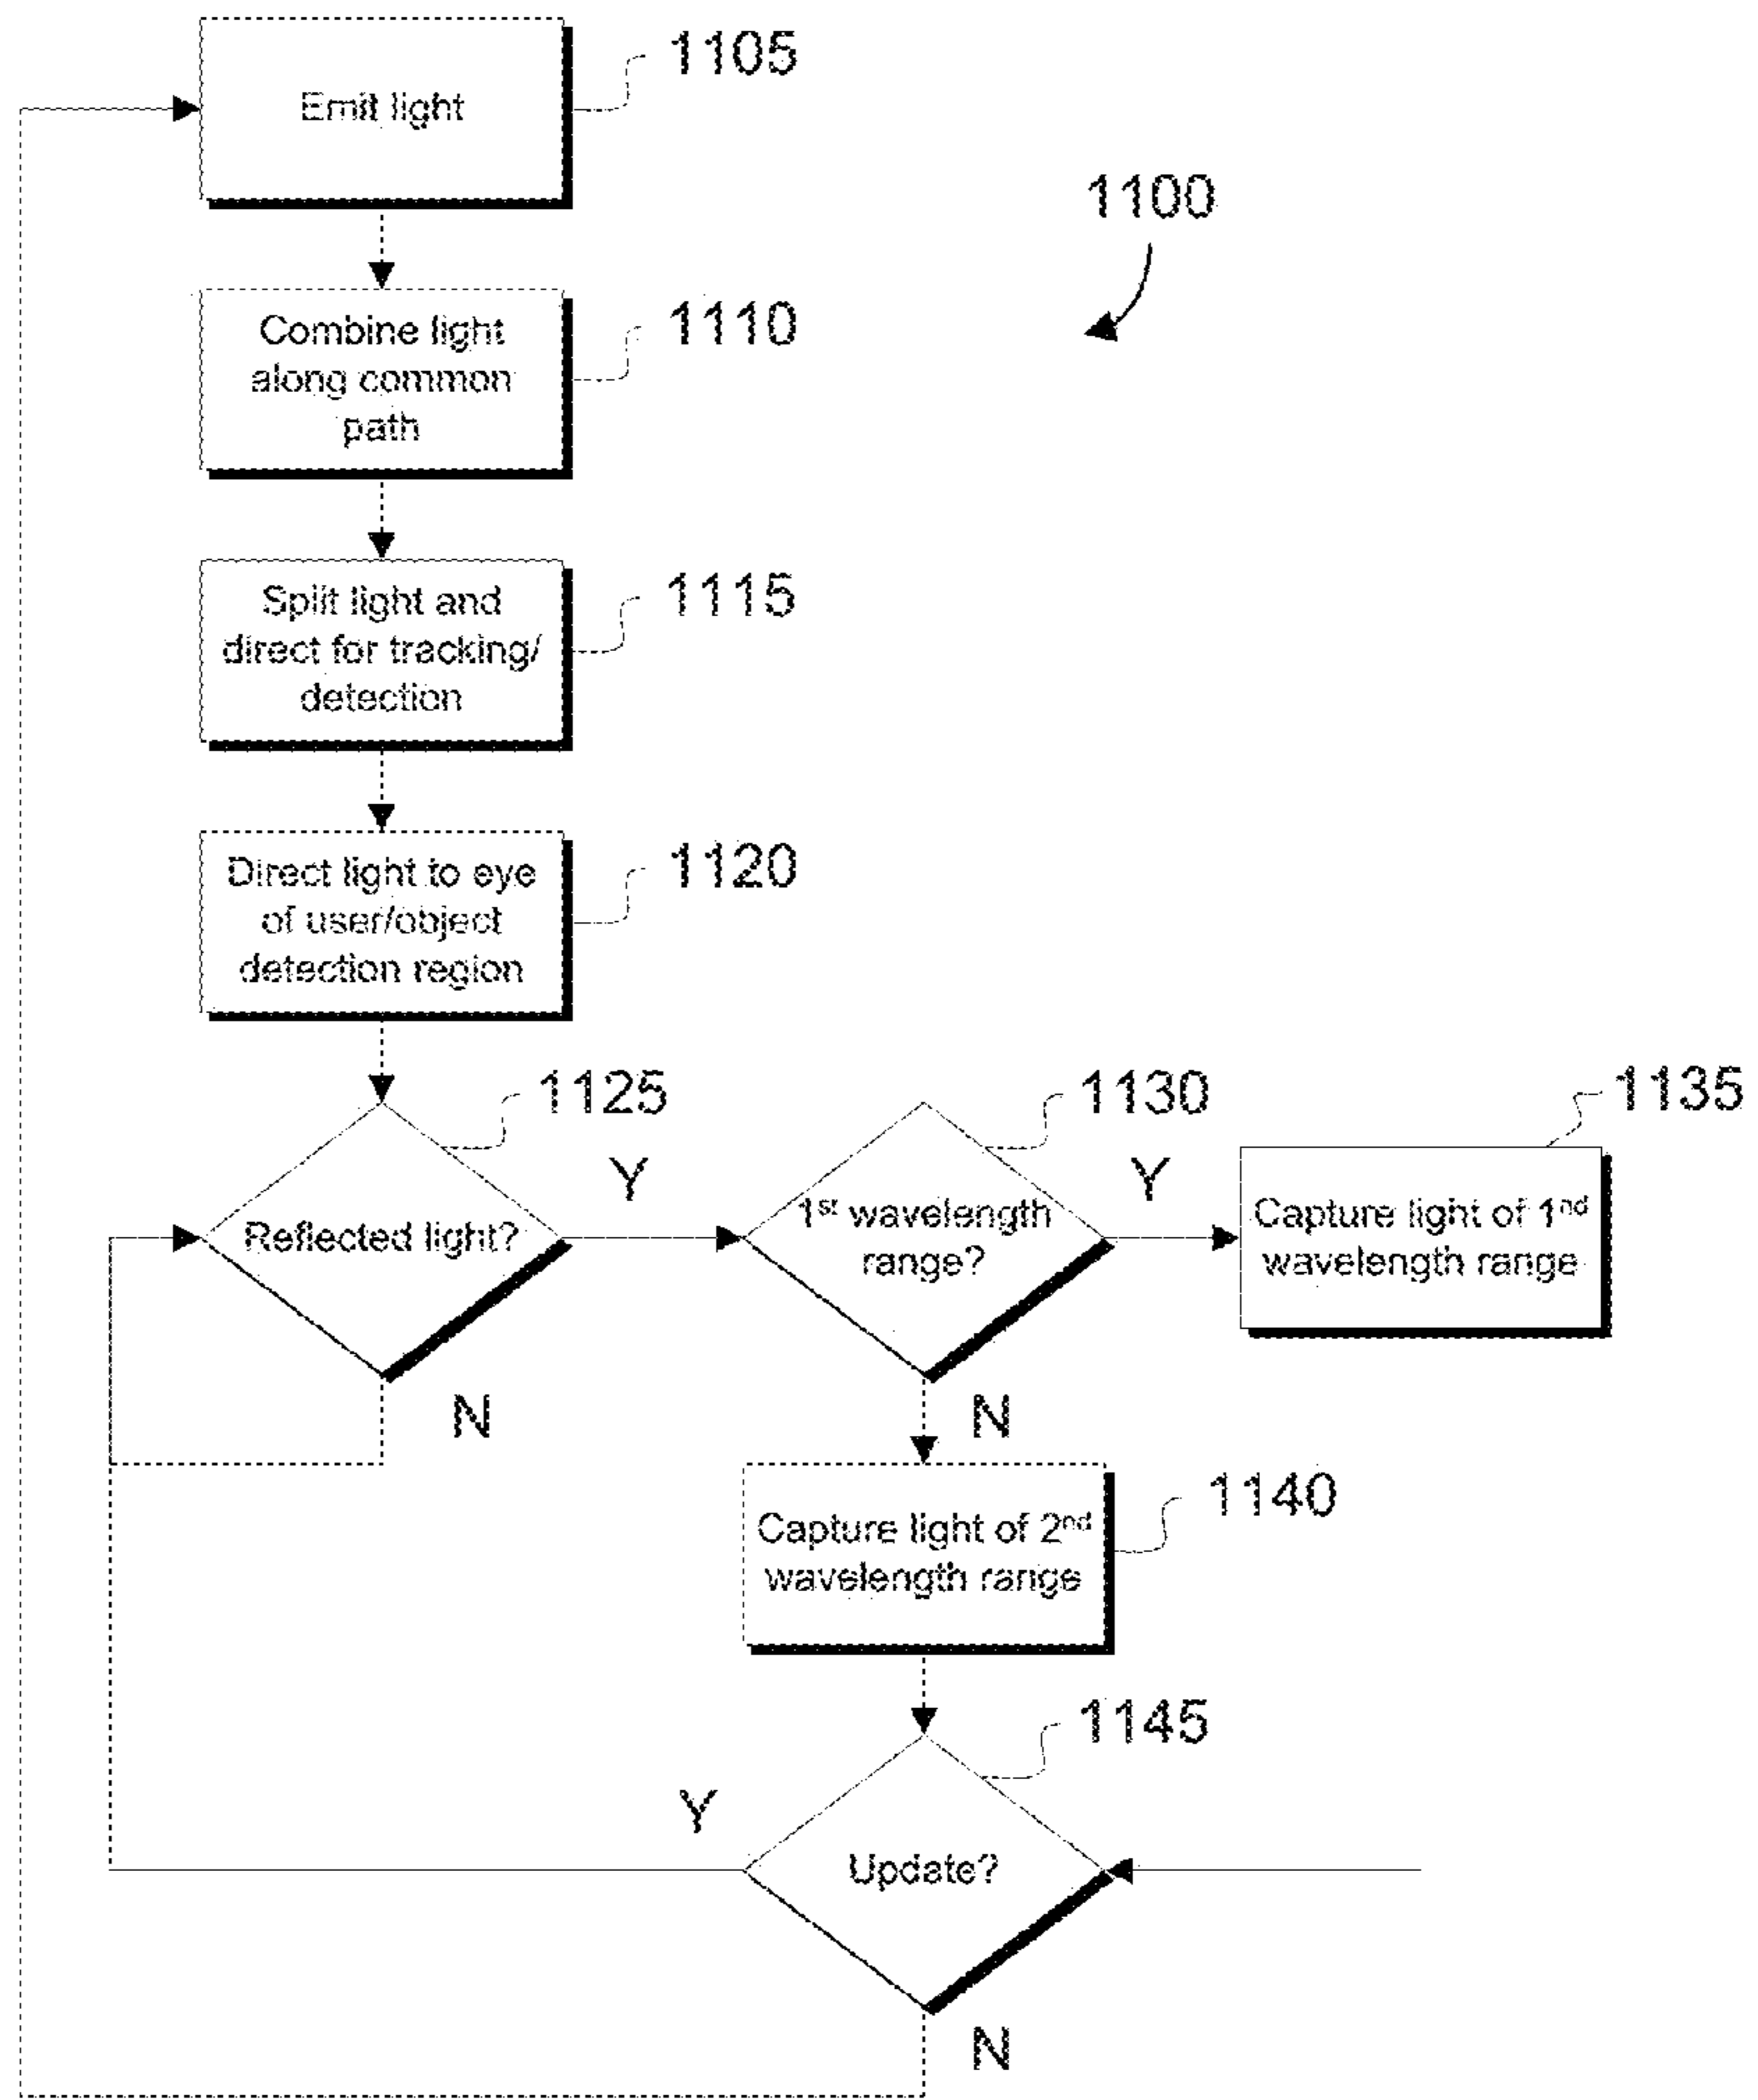 1105
Emit light
1100
1110
Combine light
along common
path
1115
Split light and
direct for tracking/
detection
1120
Direct light to eye
of user/object
detection region
1125
1130
1135
Y
Y
Reflected light?
1st wavelength
range?
Capture light of 1nd
wavelength range
N
N
1140
Capture light of 2nd
wavelength range
1145
Y
Update?
N